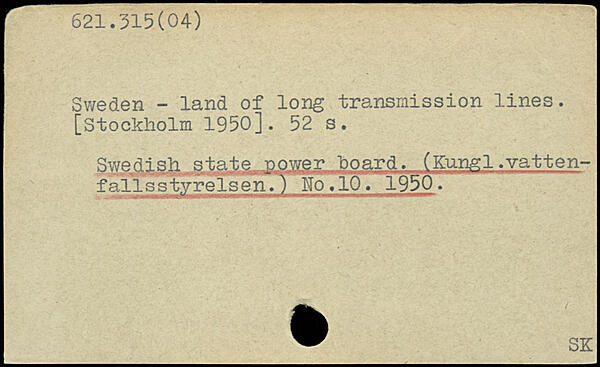 621.315(04)
Sweden - land of long transmission lines.
[Stockholm 1950]. 52 s.
Swedish state power board. (Kungl.vatten-
fallsstyrelsen.) No.10. 1950.
SK